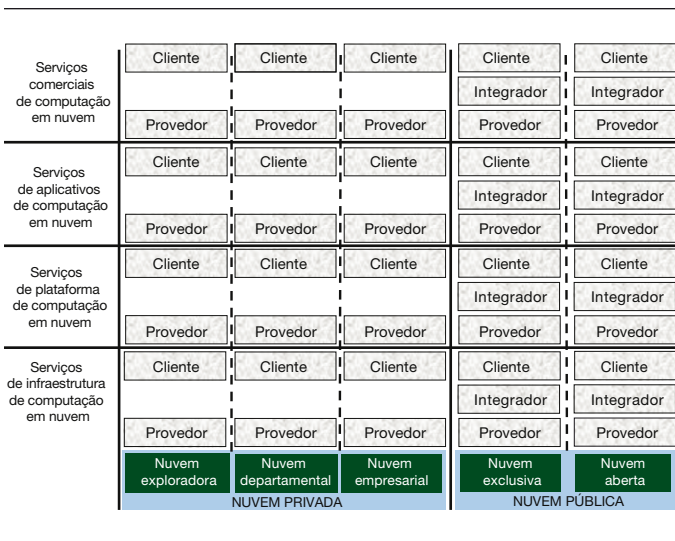 Serviços
comerciais
de computação
em nuvem
Cliente Cliente Cliente Cliente Cliente
Integrador Integrador
Provedor Provedor Provedor Provedor Provedor
Serviços
de aplicativos
de computação
em nuvem
Cliente Cliente Cliente Cliente Cliente
Integrador Integrador
Provedor Provedor Provedor Provedor Provedor
Serviços
de plataforma
de computação
em nuvem
Cliente Cliente Cliente Cliente Cliente
Integrador Integrador
Provedor Provedor Provedor Provedor Provedor
Serviços
de infraestrutura
de computação
em nuvem
Cliente Cliente Cliente Cliente Cliente
Integrador Integrador
Provedor Provedor Provedor Provedor Provedor
Nuvem
exploradora
Nuvem
departamental
Nuvem
empresarial
Nuvem
exclusiva
Nuvem
aberta
NUVEM PRIVADA
NUVEM PÚBLICA